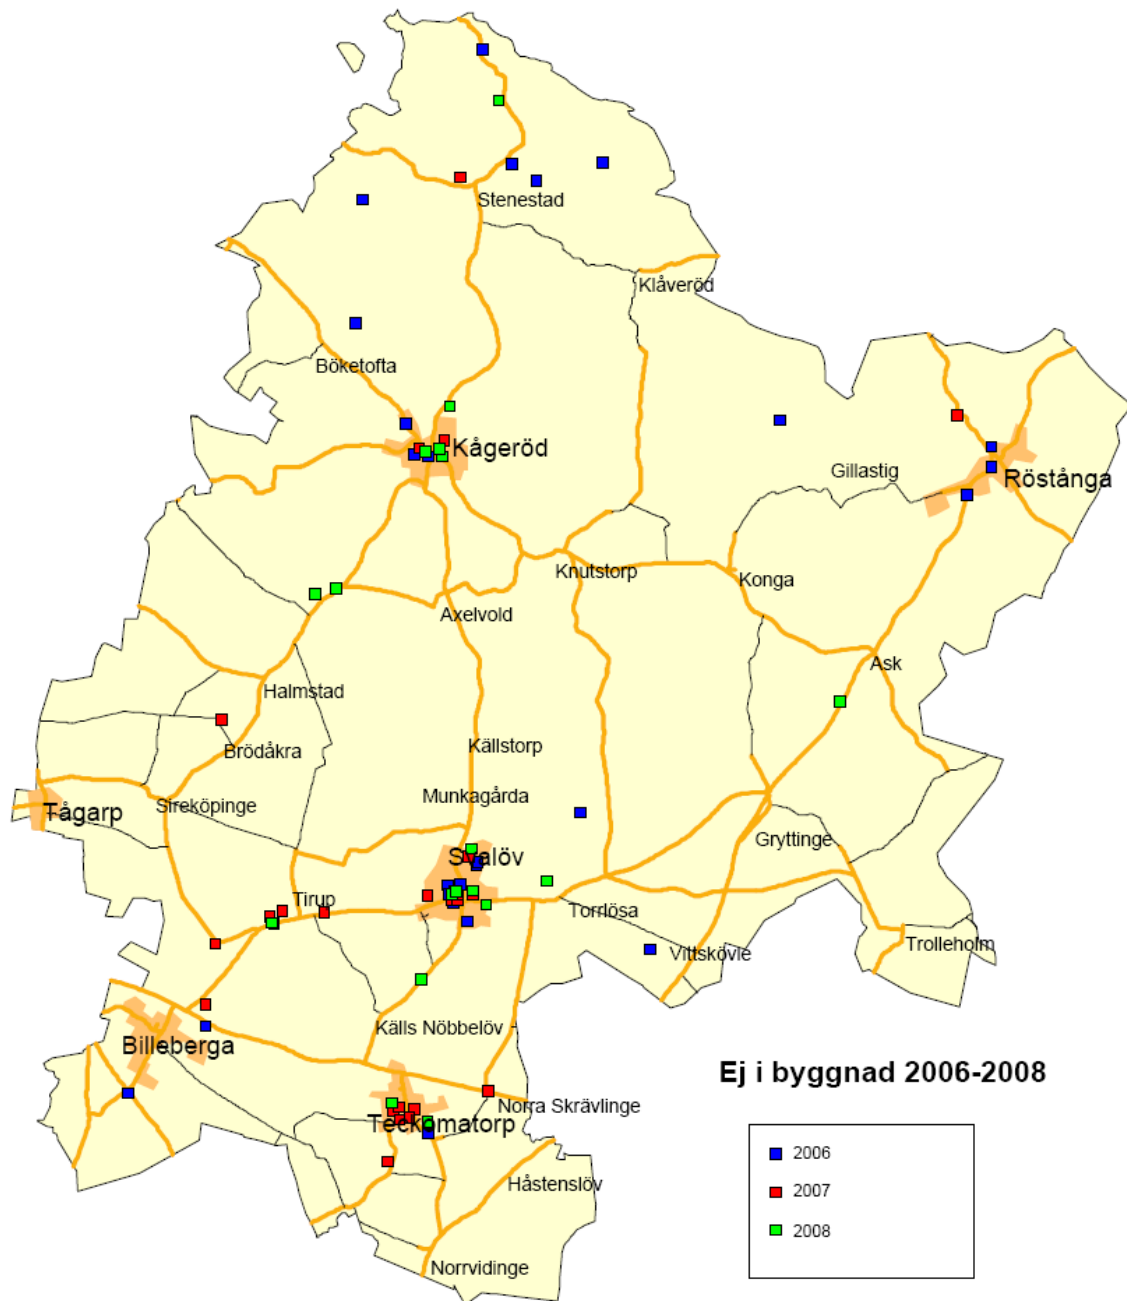 Stenestad
Klåveröd
Böketofta
Kågeröd
Gillastig
Röstånga
Knutstorp
Konga
Axelvold
Ask
Halmstad
Källstorp
Brödåkra
Munkagårda
Sireköpinge
Tågarp
Gryttinge
Svalöv
Tirup
Torrlösa
Trolleholm
Vittskövle
Källs Nöbbelöv
Billeberga
Ej i byggnad 2006-2008
Norra Skrävlinge
Teckomatorp
2006
Håstenslöv
2007
2008
Norrvidinge